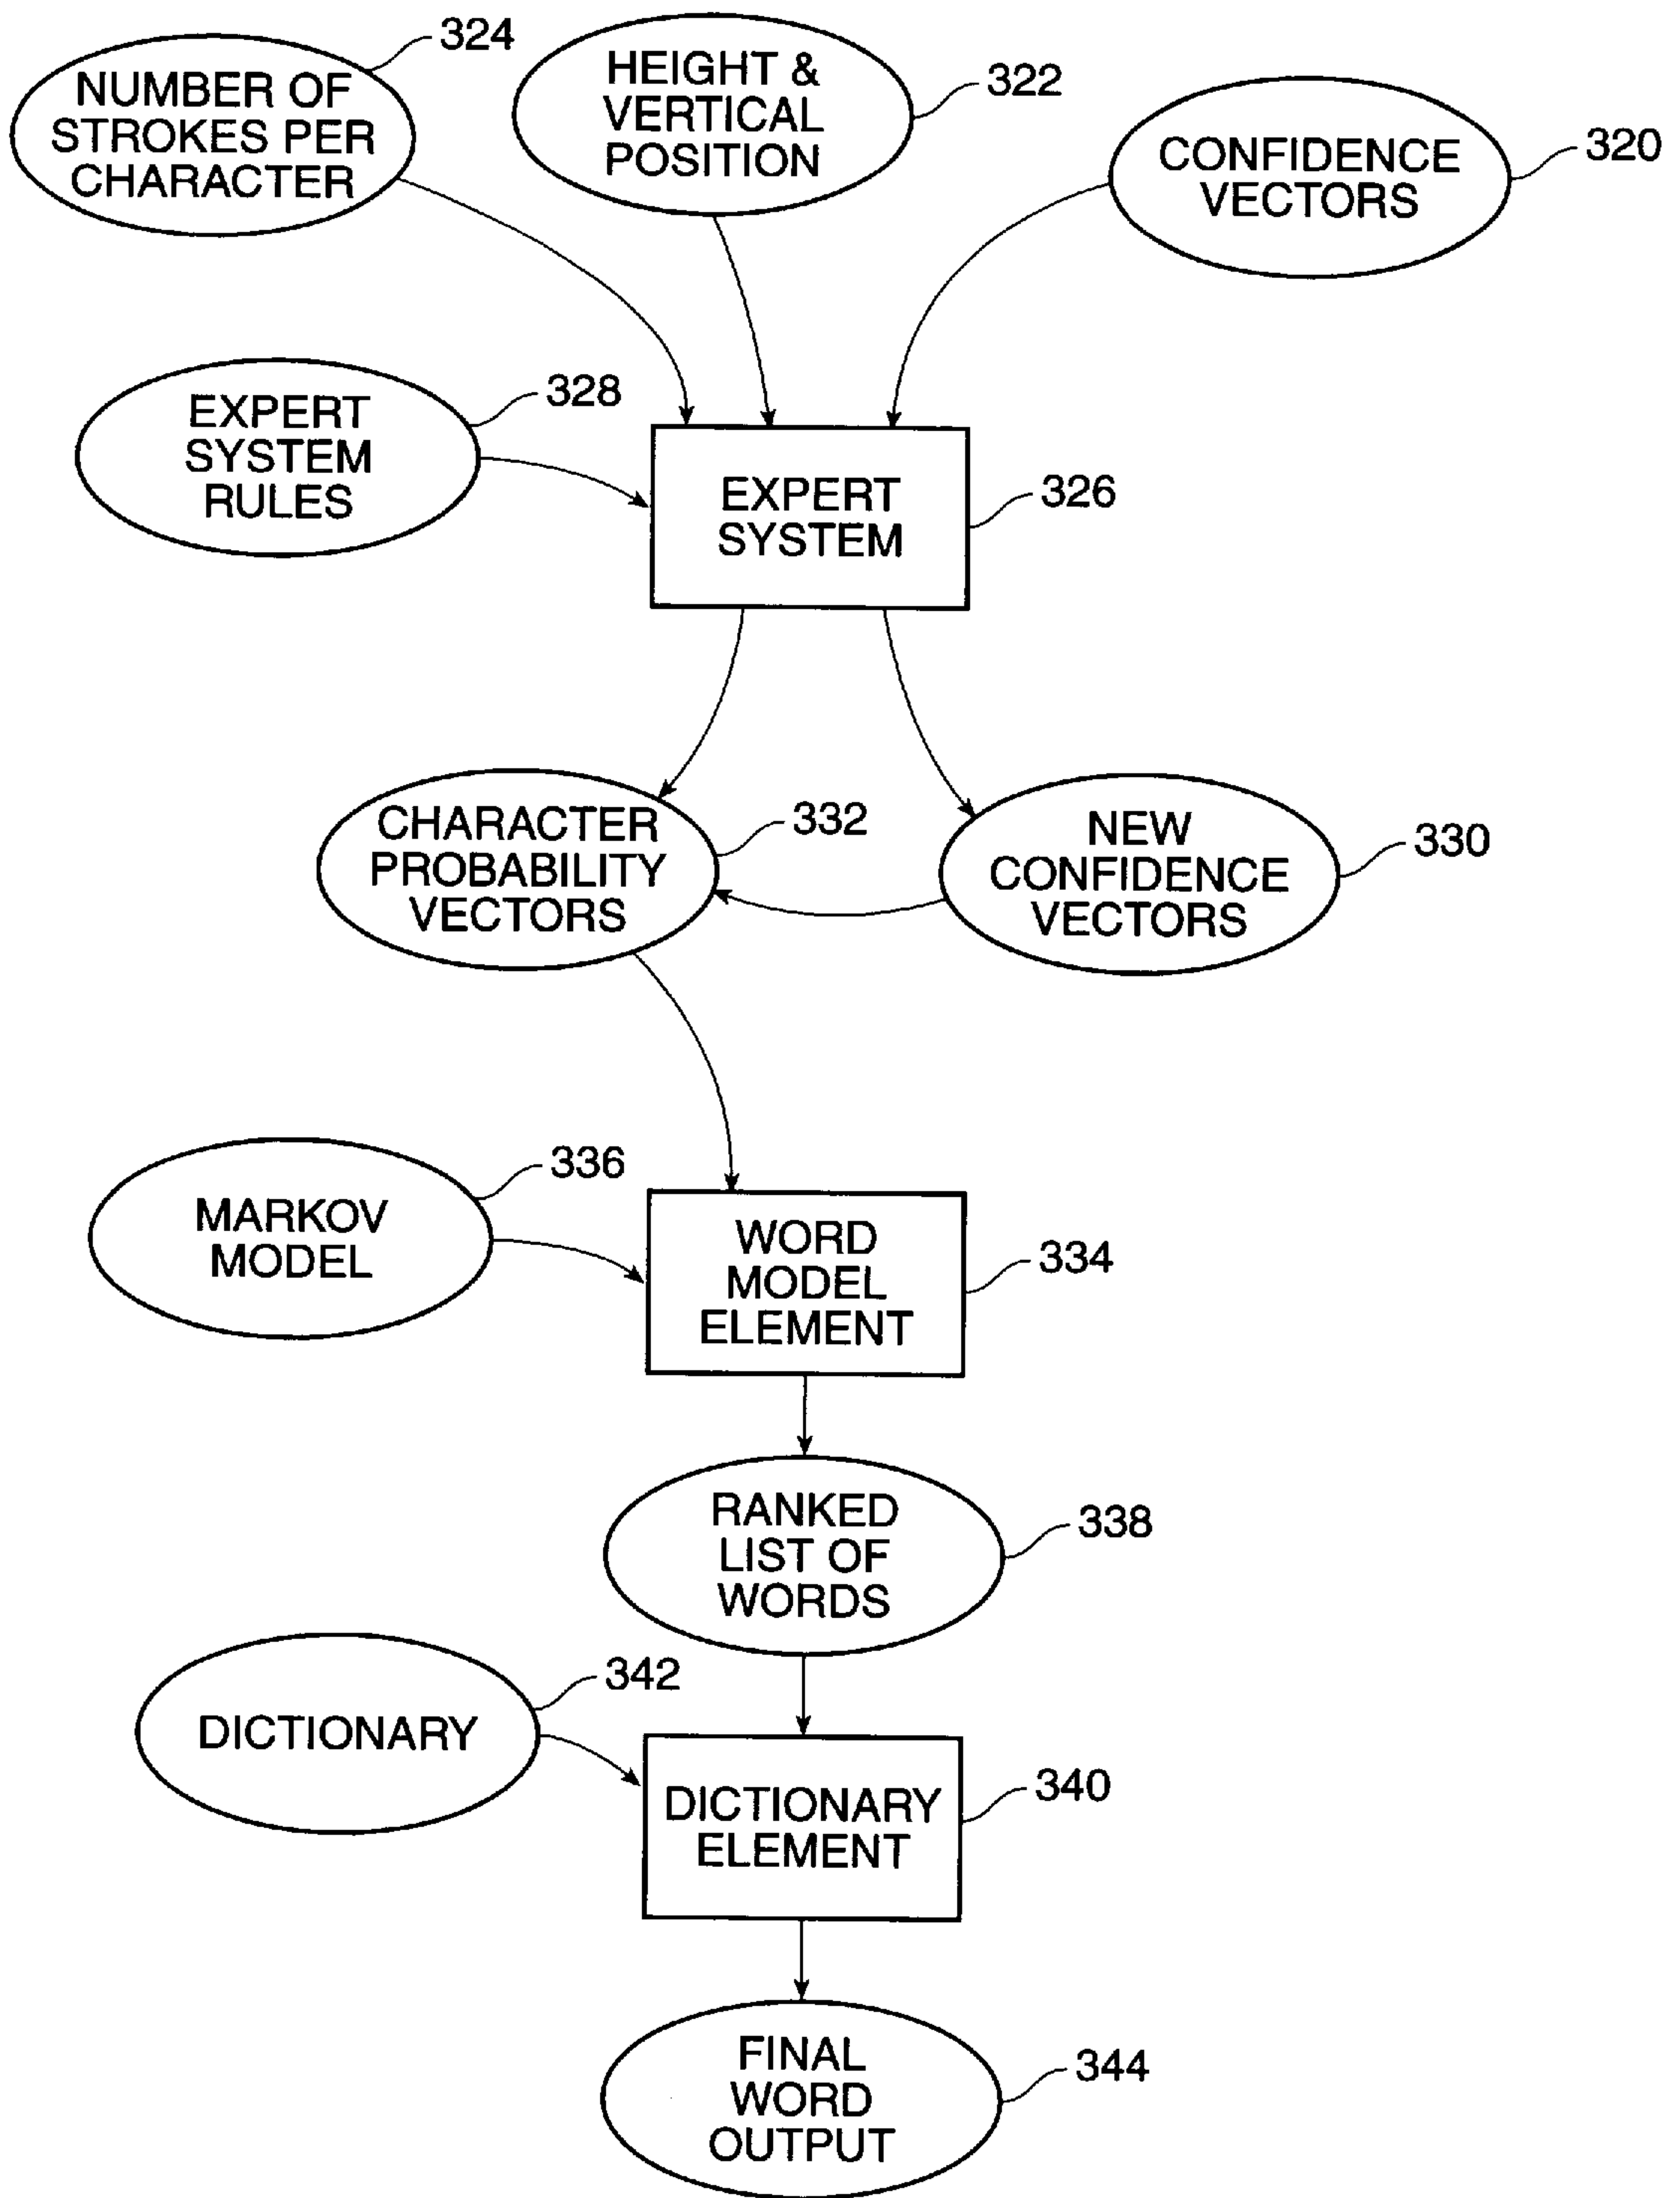 324
NUMBER OF
STROKES PER
CHARACTER
HEIGHT &
VERTICAL
POSITION
322
CONFIDENCE
VECTORS
320
EXPERT
SYSTEM
RULES
328
EXPERT
SYSTEM
326
CHARACTER
PROBABILITY
VECTORS
332
NEW
CONFIDENCE
VECTORS
330
MARKOV
MODEL
336
WORD
MODEL
ELEMENT
334
RANKED
LIST OF
WORDS
338
DICTIONARY
342
DICTIONARY
ELEMENT
340
FINAL
WORD
OUTPUT
344